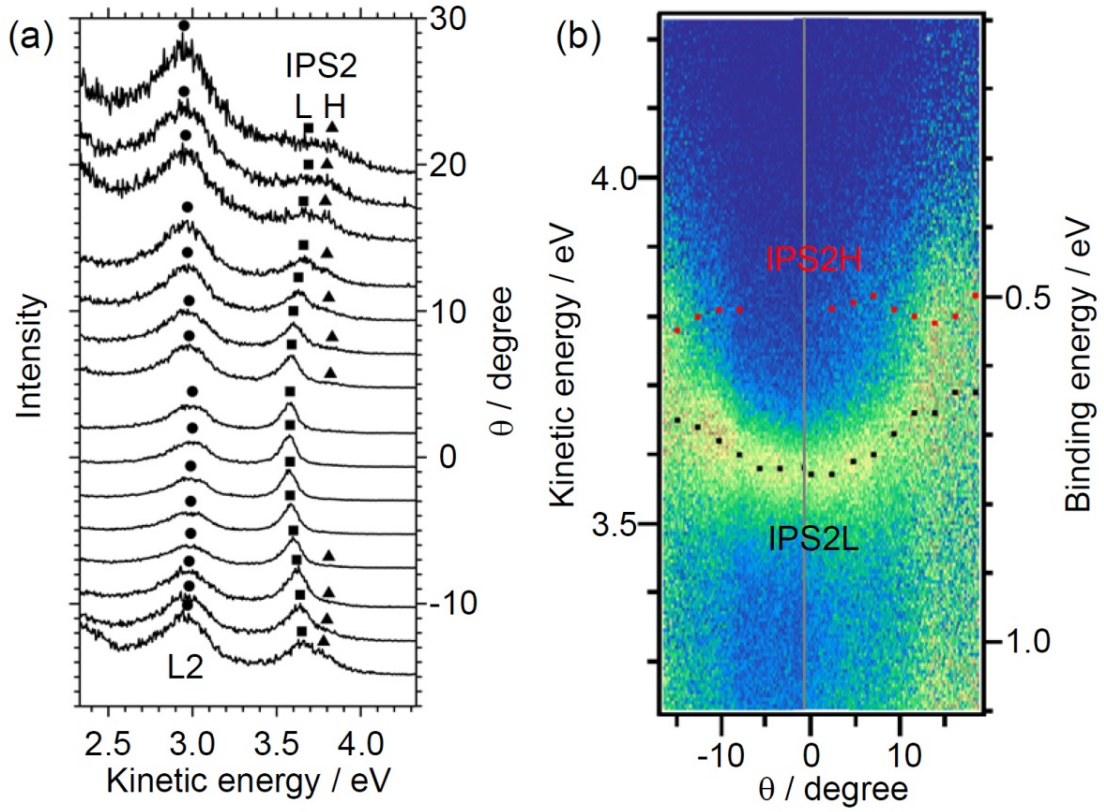 (a)
IPS2
L H
L2
Intensity
30
20
10
0
-10
θ / degree
2.5 3.0 3.5 4.0
Kinetic energy / eV
(b)
IPS2H
IPS2L
4.0
3.5
Kinetic energy / eV
0.5
1.0
Binding energy / eV
-10 0 10
θ / degree